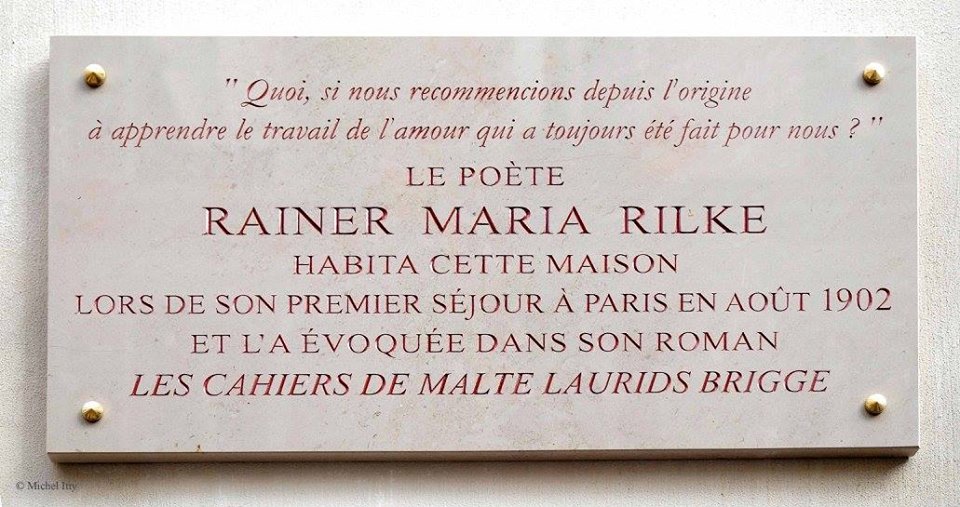 " Quoi, si nous recommencions depuis l'origine
à apprendre le travail de l'amour qui a toujours été fait pour nous ? "
LE POÈTE
RAINER MARIA RILKE
HABITA CETTE MAISON
LORS DE SON PREMIER SÉJOUR À PARIS EN AOÛT 1902
ET L'A ÉVOQUÉE DANS SON ROMAN
LES CAHIERS DE MALTE LAURIDS BRIGGE
© Michel Itty